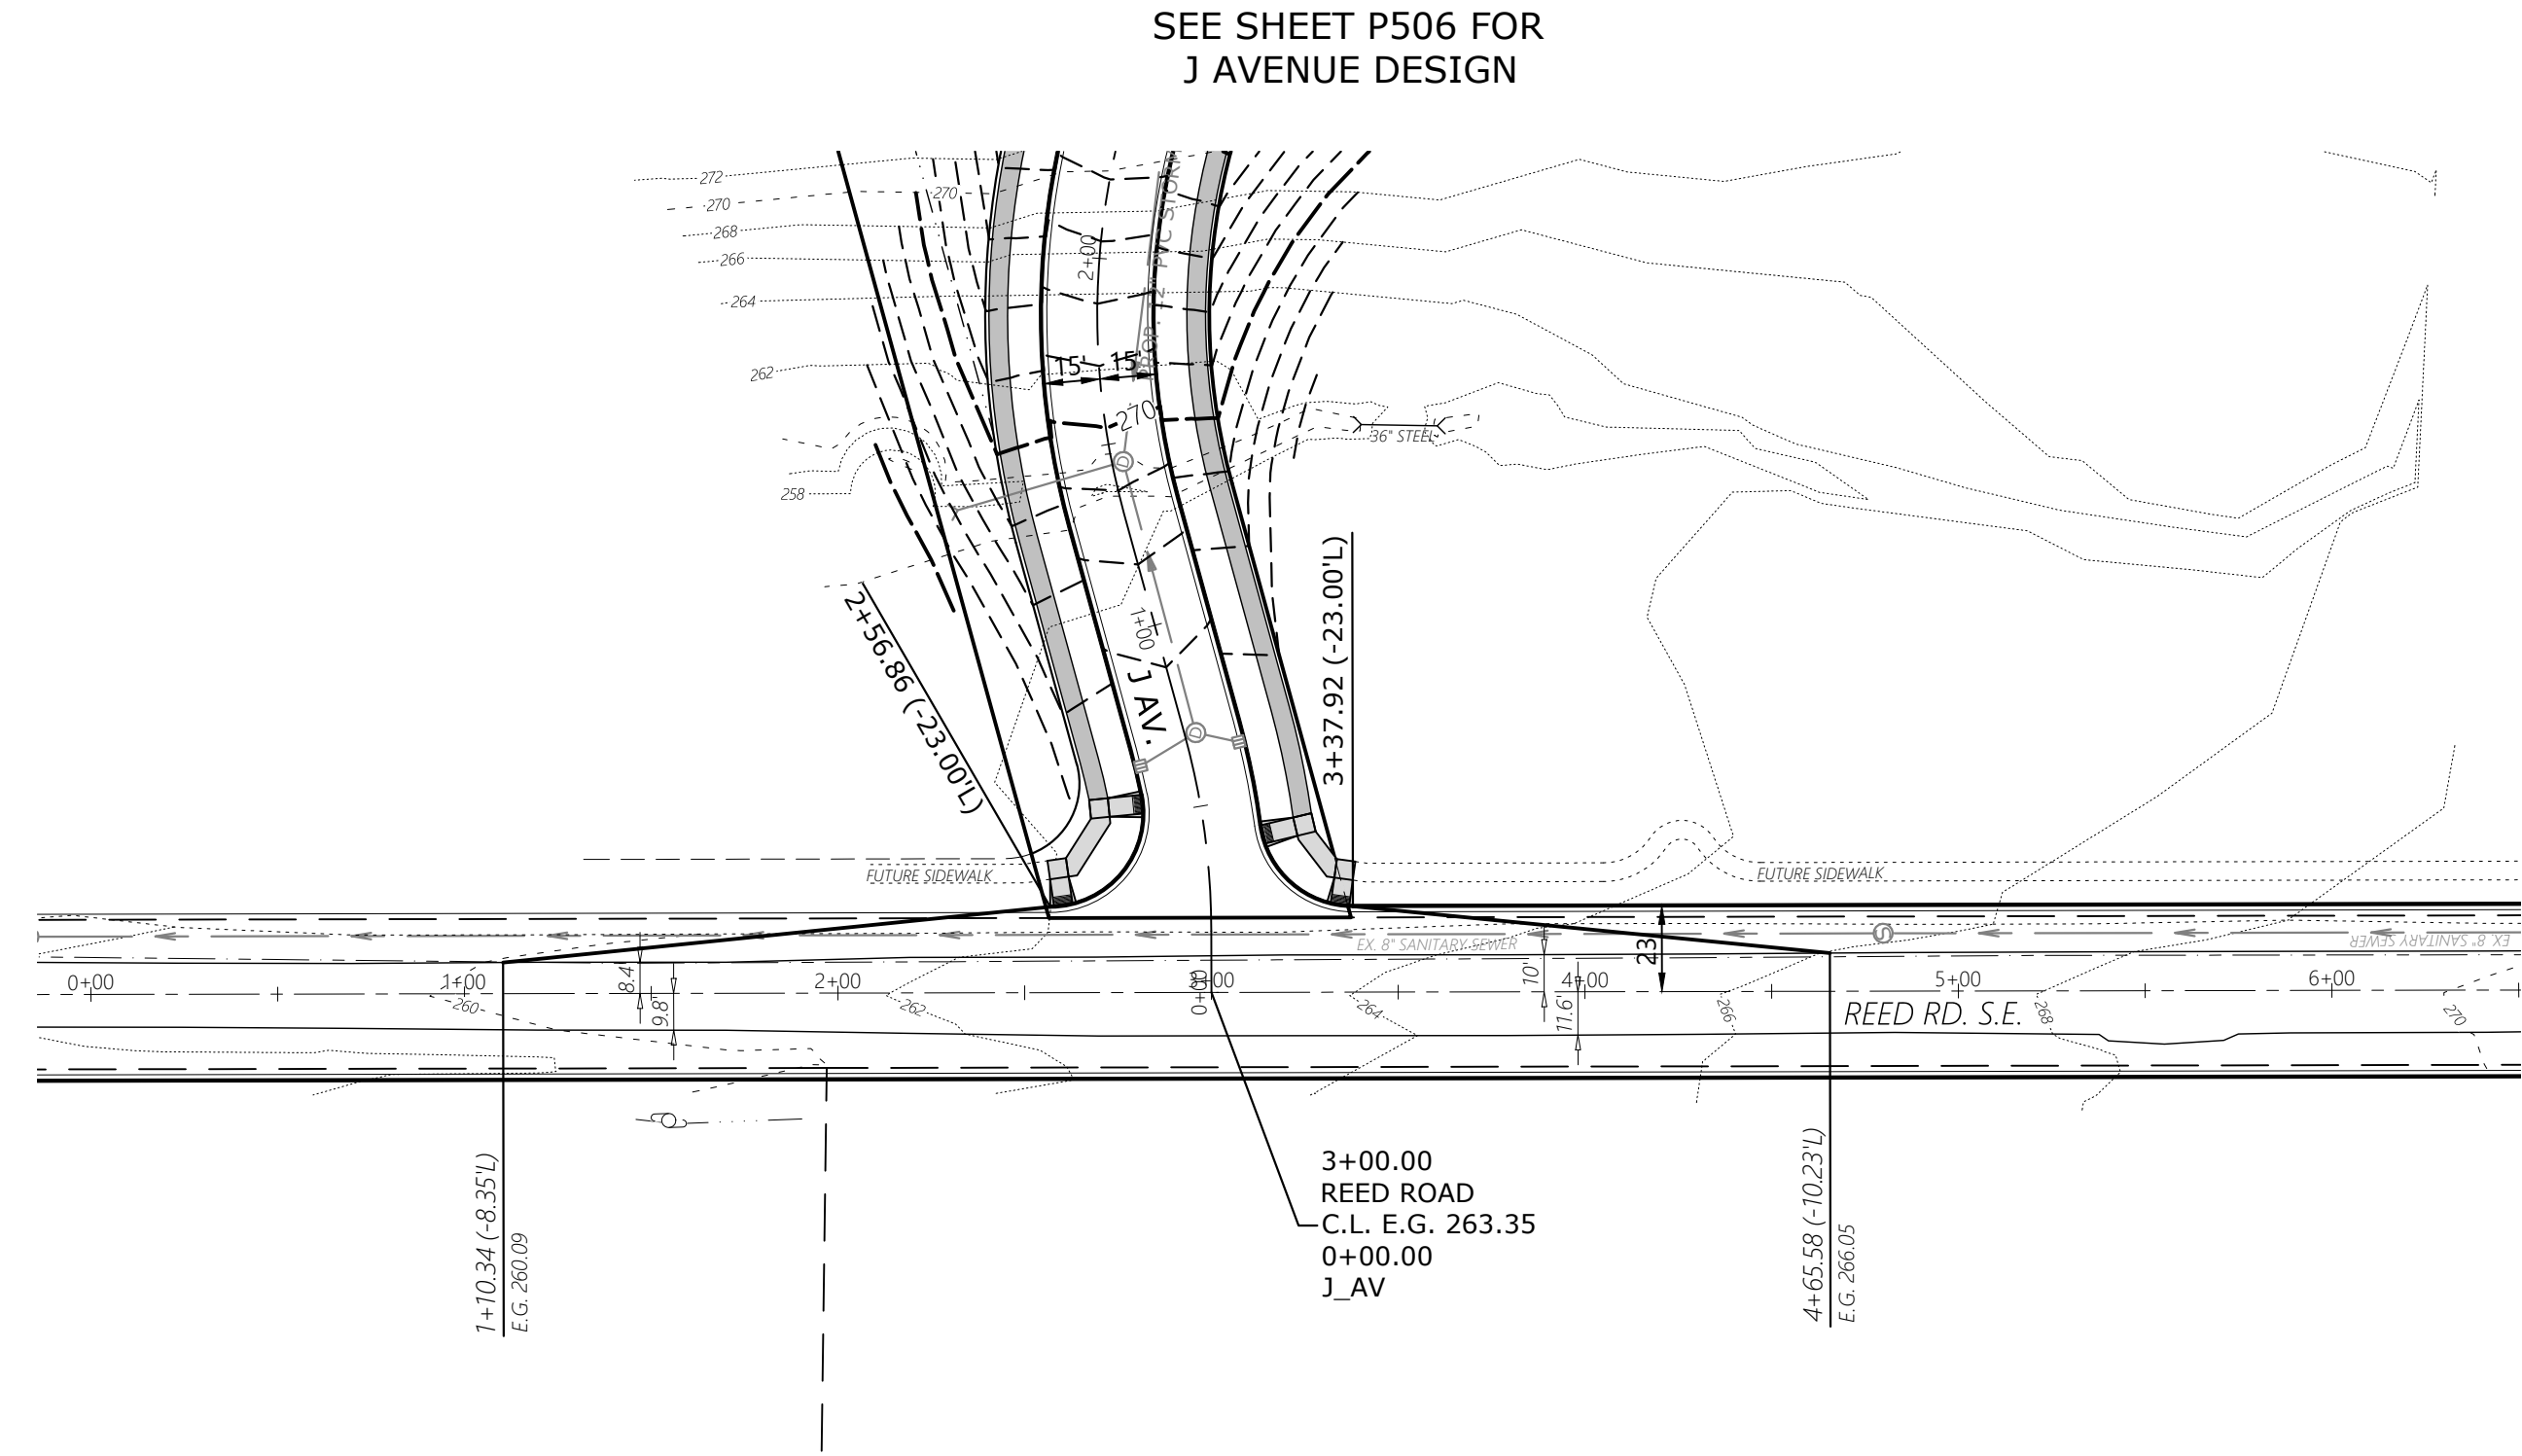 SEE SHEET P506 FOR
J AVENUE DESIGN
272
270
270
268
266
264
262
258
2+00
PROP. 12" PVC STORM
15'
15'
270
D
36" STEEL
1+00
J AV.
D
2+56.86 (-23.00'L)
3+37.92 (-23.00'L)
FUTURE SIDEWALK
FUTURE SIDEWALK
EX. 8" SANITARY SEWER
S
EX. 8" SANITARY SEWER
0+00
1+00
2+00
3+00
4+00
5+00
6+00
0+00
8.4'
9.8'
10'
11.6'
23'
260
262
264
266
268
270
REED RD. S.E.
1+10.34 (-8.35'L)
E.G. 260.09
3+00.00
REED ROAD
C.L. E.G. 263.35
0+00.00
J_AV
4+65.58 (-10.23'L)
E.G. 266.05